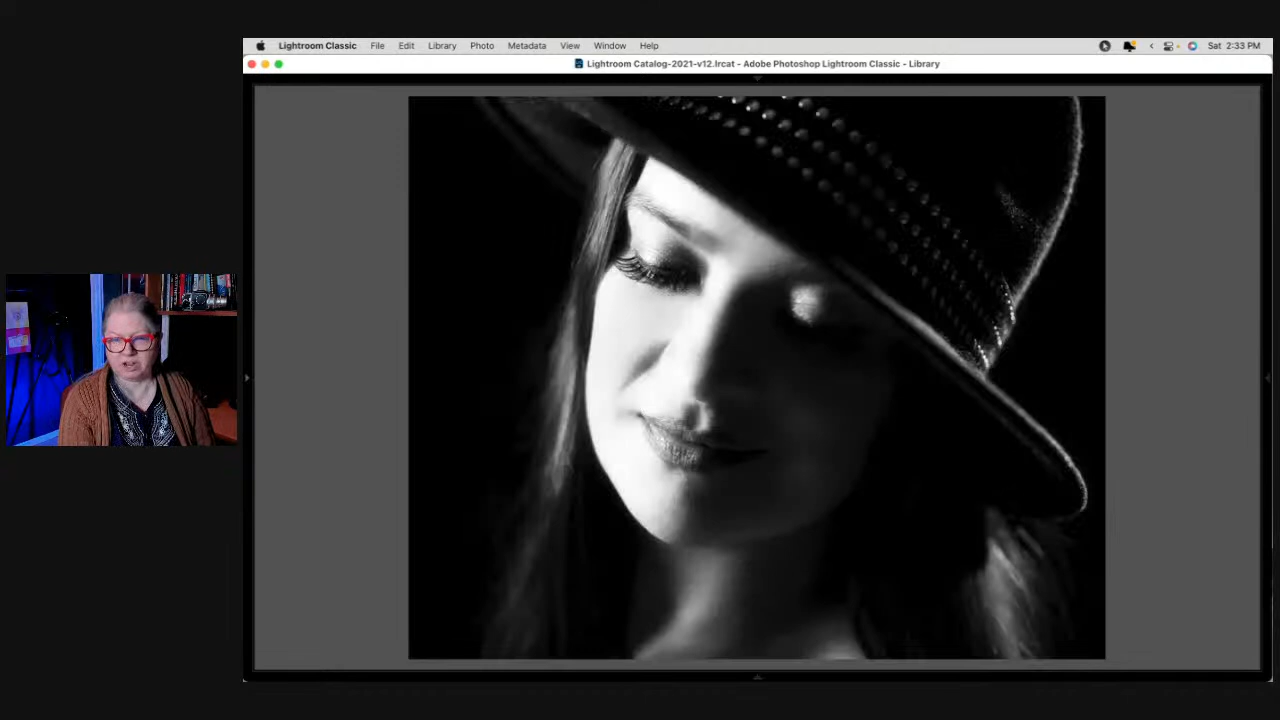 Lightroom Classic File Edit Library Photo Metadata View Window Help Sat 2:33 PM
Lightroom Catalog-2021-v12.lrcat - Adobe Photoshop Lightroom Classic - Library